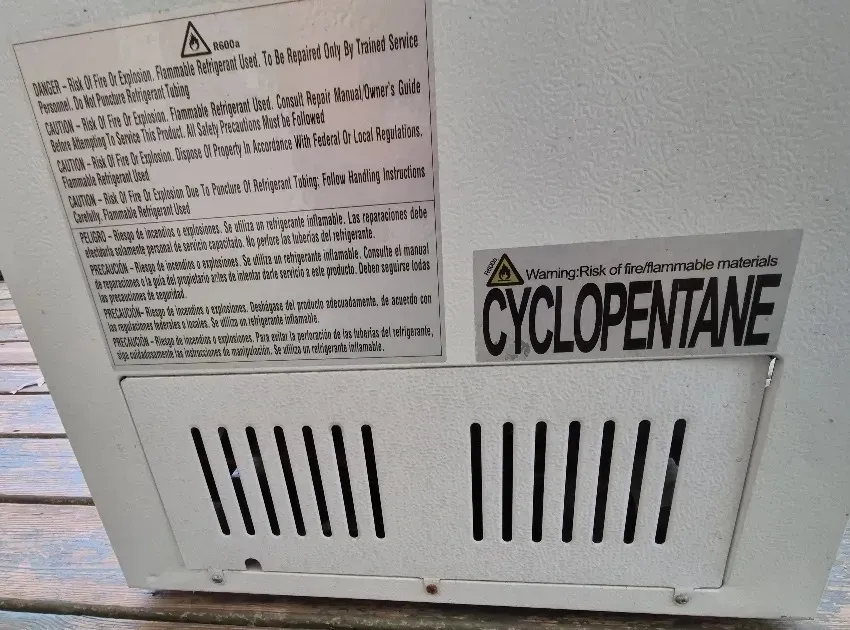 R600a
DANGER – Risk Of Fire Or Explosion. Flammable Refrigerant Used. To Be Repaired Only By Trained Service
Personnel. Do Not Puncture Refrigerant Tubing
CAUTION – Risk Of Fire Or Explosion. Flammable Refrigerant Used. Consult Repair Manual/Owner's Guide
Before Attempting To Service This Product. All Safety Precautions Must be Followed
CAUTION – Risk Of Fire Or Explosion. Dispose Of Property In Accordance With Federal Or Local Regulations.
Flammable Refrigerant Used
CAUTION – Risk Of Fire Or Explosion Due To Puncture Of Refrigerant Tubing: Follow Handling Instructions
Carefully. Flammable Refrigerant Used
PELIGRO – Riesgo de incendios o explosiones. Se utiliza un refrigerante inflamable. Las reparaciones debe
efectuarla solamente personal de servicio capacitado. No perfore las tuberías del refrigerante.
PRECAUCIÓN – Riesgo de incendios o explosiones. Se utiliza un refrigerante inflamable. Consulte el manual
de reparaciones o la guía del propietario antes de intentar darle servicio a este producto. Deben seguirse todas
las precauciones de seguridad.
PRECAUCIÓN– Riesgo de incendios o explosiones. Deshágase del producto adecuadamente, de acuerdo con
las regulaciones federales o locales. Se utiliza un refrigerante inflamable.
PRECAUCIÓN – Riesgo de incendios o explosiones. Para evitar la perforación de las tuberías del refrigerante,
siga cuidadosamente las instrucciones de manipulación. Se utiliza un refrigerante inflamable.
R600a
Warning:Risk of fire/flammable materials
CYCLOPENTANE